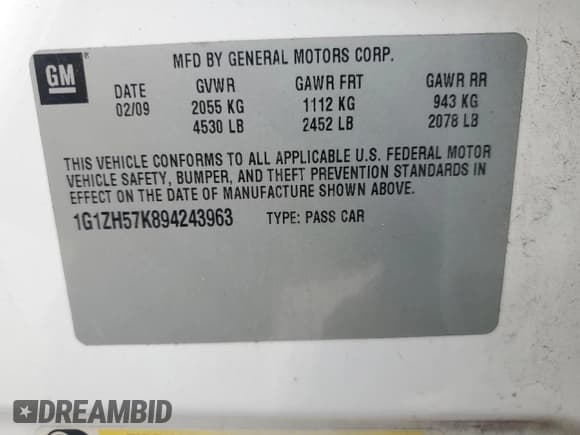 GM
MFD BY GENERAL MOTORS CORP.
DATE GVWR GAWR FRT GAWR RR
02/09 2055 KG 1112 KG 943 KG
4530 LB 2452 LB 2078 LB
THIS VEHICLE CONFORMS TO ALL APPLICABLE U.S. FEDERAL MOTOR
VEHICLE SAFETY, BUMPER, AND THEFT PREVENTION STANDARDS IN
EFFECT ON THE DATE OF MANUFACTURE SHOWN ABOVE.
1G1ZH57K894243963 TYPE: PASS CAR
DREAMBID